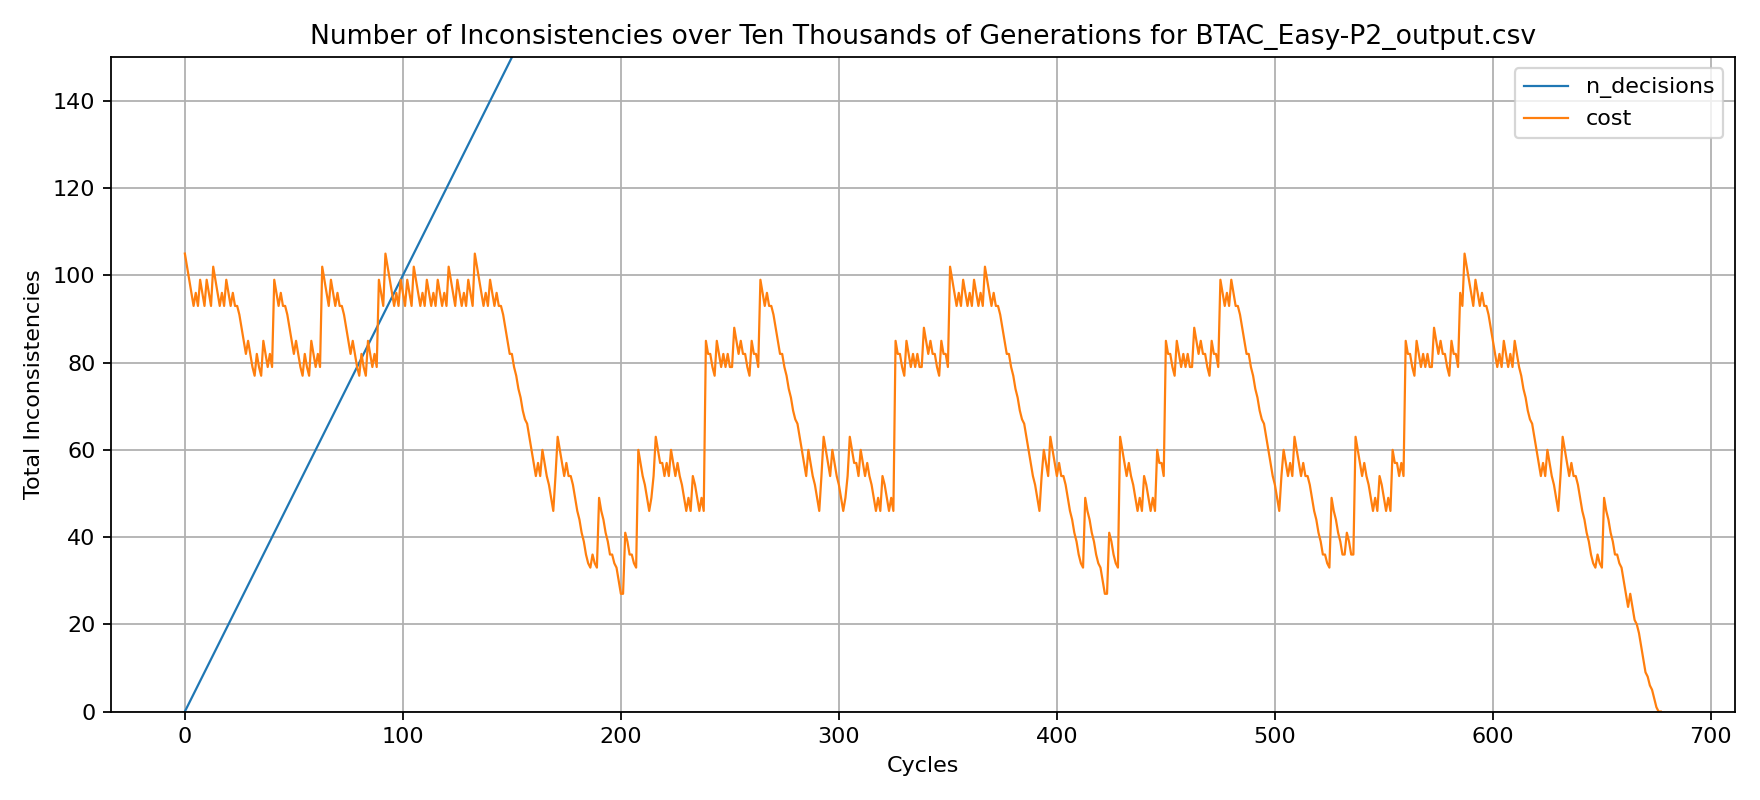 Number of Inconsistencies over Ten Thousands of Generations for BTAC_Easy-P2_output.csv
n_decisions
cost
Total Inconsistencies
140
120
100
80
60
40
20
0
0 100 200 300 400 500 600 700
Cycles